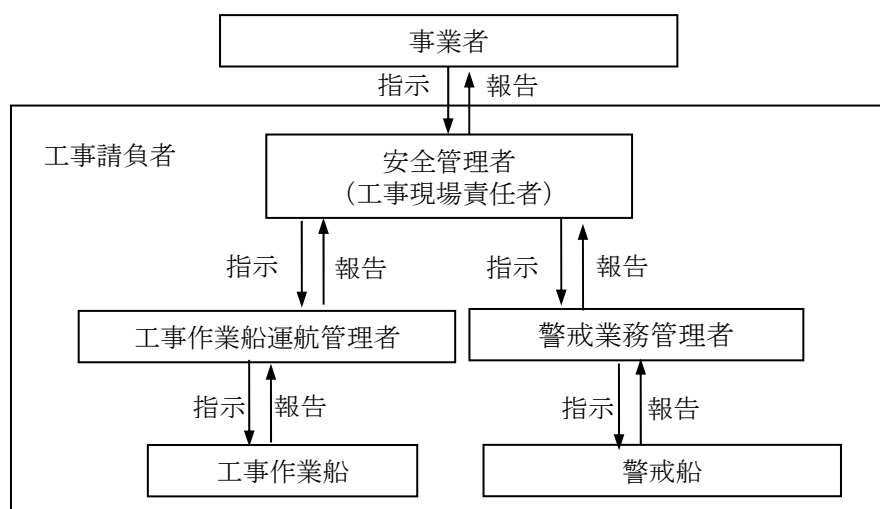 事業者
指示
報告
工事請負者
安全管理者
（工事現場責任者）
指示
報告
指示
報告
工事作業船運航管理者
警戒業務管理者
指示
報告
指示
報告
工事作業船
警戒船